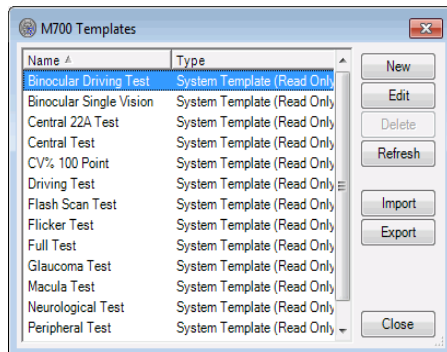 M700 Templates
Name Type
Binocular Driving Test System Template (Read Only
Binocular Single Vision System Template (Read Only
Central 22A Test System Template (Read Only
Central Test System Template (Read Only
CV% 100 Point System Template (Read Only
Driving Test System Template (Read Only
Flash Scan Test System Template (Read Only
Flicker Test System Template (Read Only
Full Test System Template (Read Only
Glaucoma Test System Template (Read Only
Macula Test System Template (Read Only
Neurological Test System Template (Read Only
Peripheral Test System Template (Read Only
New
Edit
Delete
Refresh
Import
Export
Close